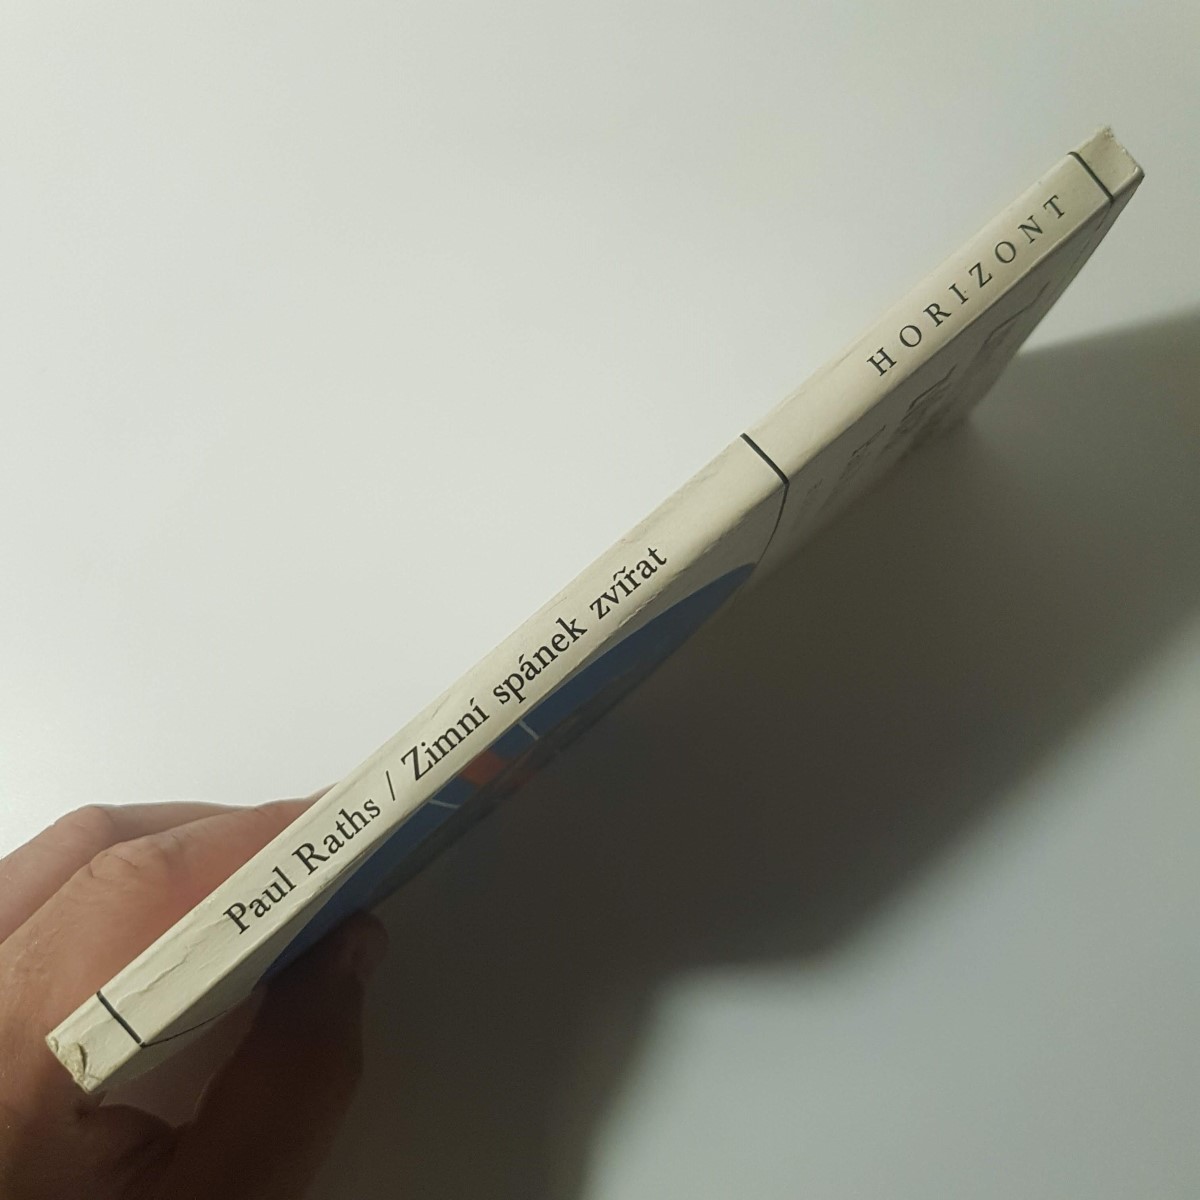 Paul Raths / Zimní spánek zvířat
HORIZONT